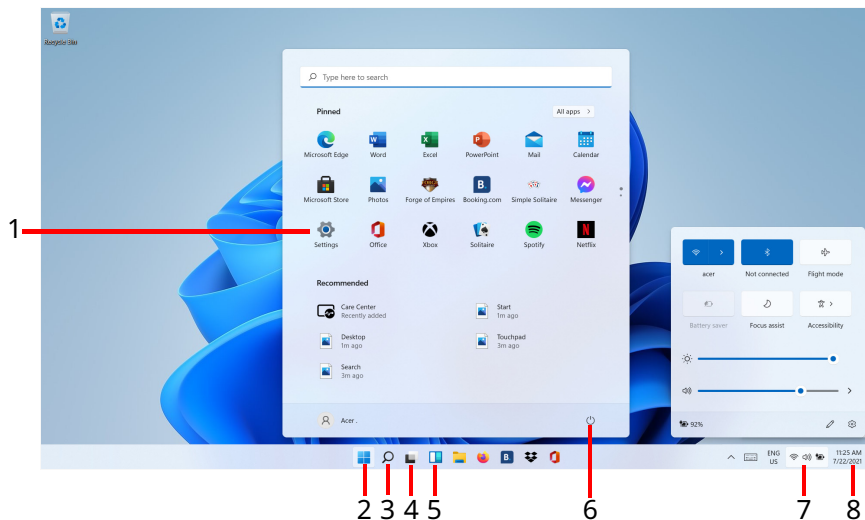 Recycle Bin
Type here to search
Pinned
All apps >
Microsoft Edge Word Excel PowerPoint Mail Calendar
Microsoft Store Photos Forge of Empires Booking.com Simple Solitaire Messenger
1
Settings Office Xbox Solitaire Spotify Netflix
Recommended
Care Center
Recently added
Start
1m ago
Desktop
1m ago
Touchpad
3m ago
Search
3m ago
Acer .
acer Not connected Flight mode
Battery saver Focus assist Accessibility
92%
ENG
US
11:25 AM
7/22/2021
2 3 4 5 6 7 8